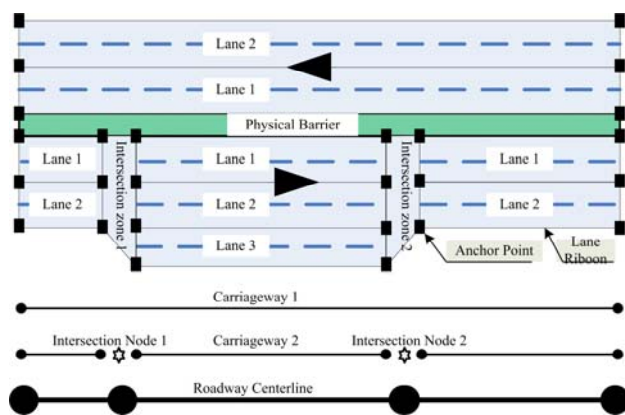 Lane 2
Lane 1
Physical Barrier
Lane 1
Lane 2
Intersection zone 1
Lane 1
Lane 2
Lane 3
Intersection zone 2
Lane 1
Lane 2
Anchor Point
Lane
Riboon
Carriageway 1
Intersection Node 1
Carriageway 2
Intersection Node 2
Roadway Centerline